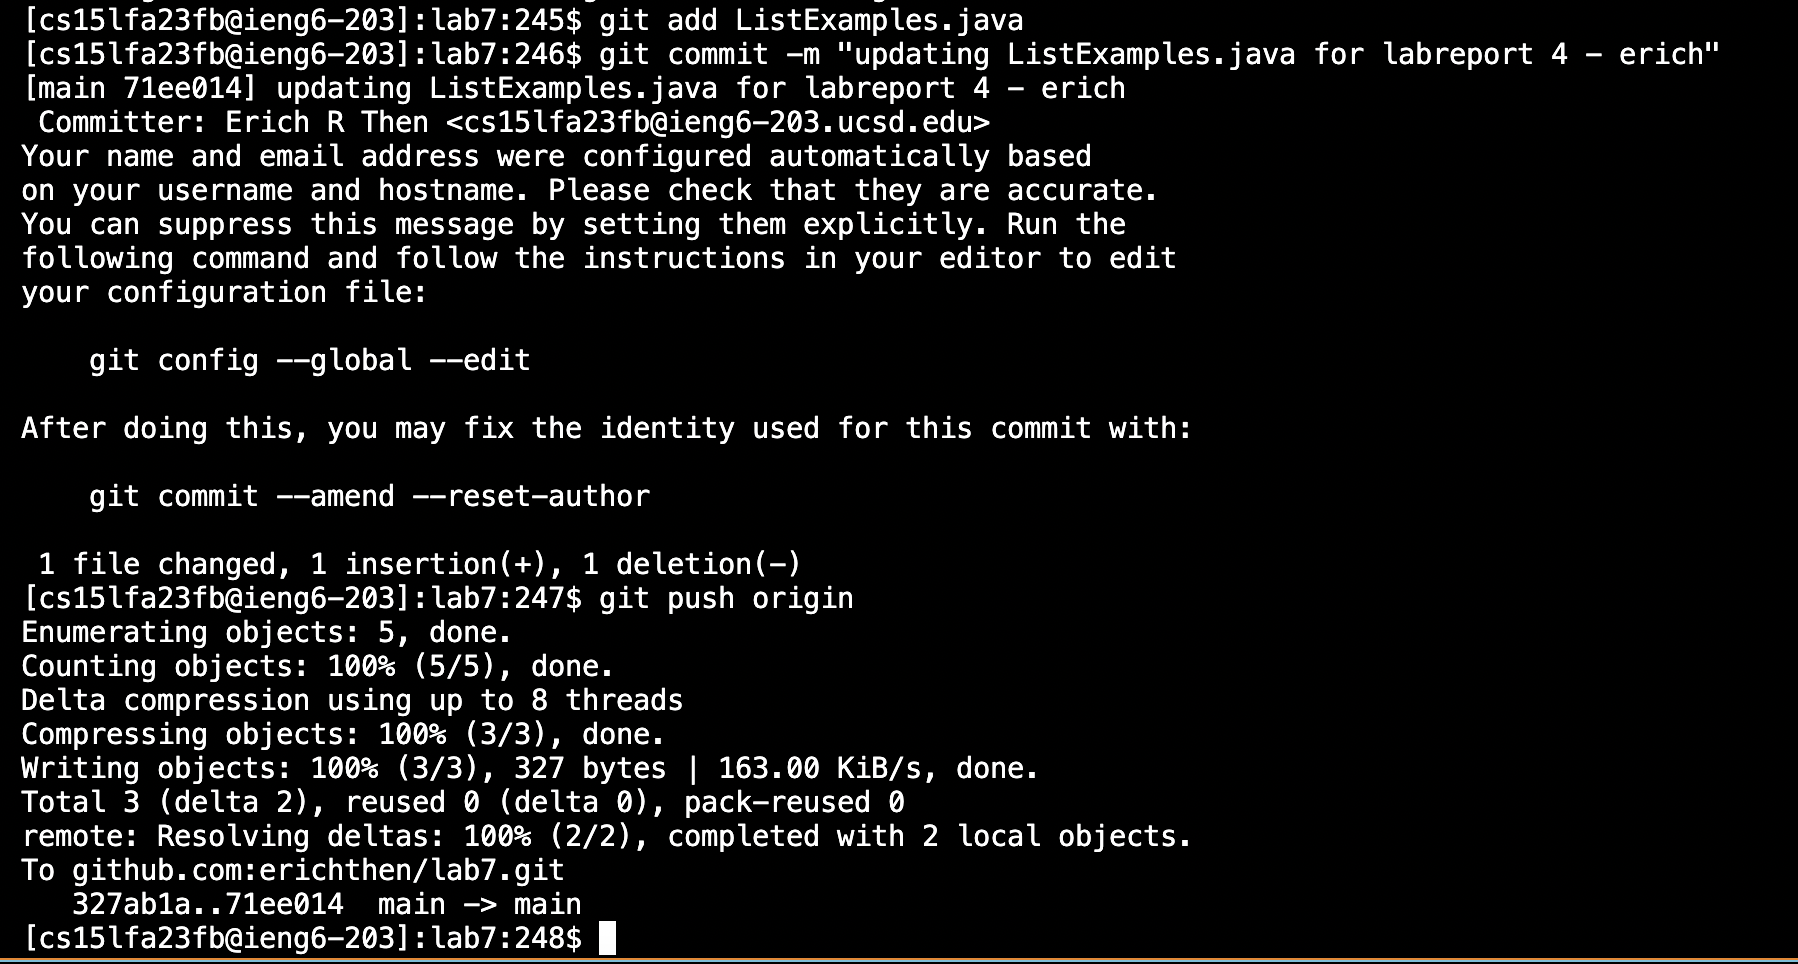 [cs15lfa23fb@ieng6-203]:lab7:245$ git add ListExamples.java
[cs15lfa23fb@ieng6-203]:lab7:246$ git commit -m "updating ListExamples.java for labreport 4 - erich"
[main 71ee014] updating ListExamples.java for labreport 4 - erich
 Committer: Erich R Then <cs15lfa23fb@ieng6-203.ucsd.edu>
Your name and email address were configured automatically based
on your username and hostname. Please check that they are accurate.
You can suppress this message by setting them explicitly. Run the
following command and follow the instructions in your editor to edit
your configuration file:

    git config --global --edit

After doing this, you may fix the identity used for this commit with:

    git commit --amend --reset-author

 1 file changed, 1 insertion(+), 1 deletion(-)
[cs15lfa23fb@ieng6-203]:lab7:247$ git push origin
Enumerating objects: 5, done.
Counting objects: 100% (5/5), done.
Delta compression using up to 8 threads
Compressing objects: 100% (3/3), done.
Writing objects: 100% (3/3), 327 bytes | 163.00 KiB/s, done.
Total 3 (delta 2), reused 0 (delta 0), pack-reused 0
remote: Resolving deltas: 100% (2/2), completed with 2 local objects.
To github.com:erichthen/lab7.git
   327ab1a..71ee014  main -> main
[cs15lfa23fb@ieng6-203]:lab7:248$